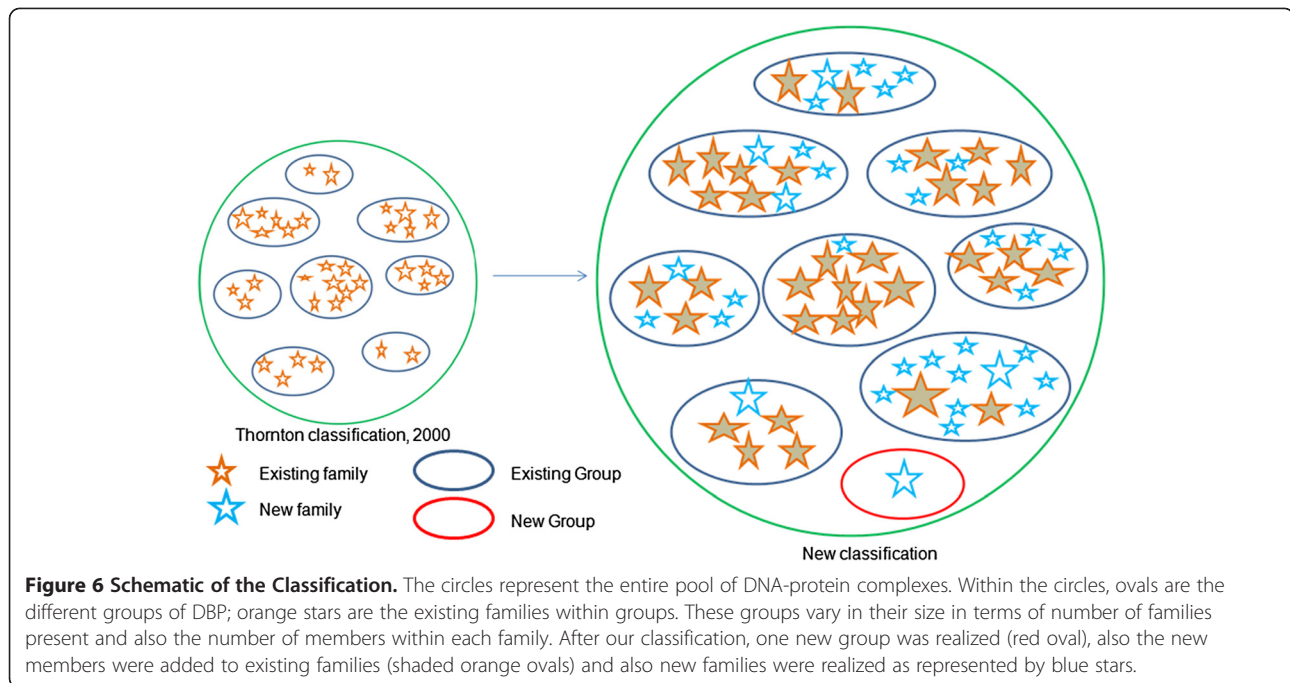 Thornton classification, 2000
Existing family
Existing Group
New family
New Group
New classification
Figure 6 Schematic of the Classification. The circles represent the entire pool of DNA-protein complexes. Within the circles, ovals are the
different groups of DBP; orange stars are the existing families within groups. These groups vary in their size in terms of number of families
present and also the number of members within each family. After our classification, one new group was realized (red oval), also the new
members were added to existing families (shaded orange ovals) and also new families were realized as represented by blue stars.